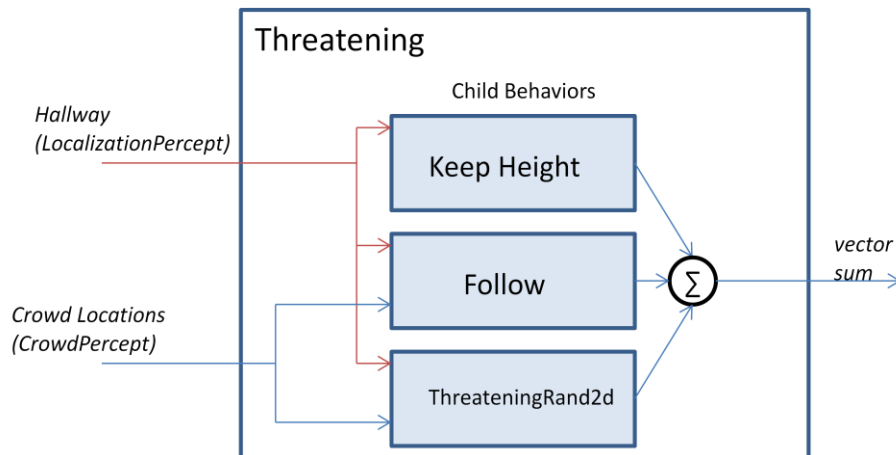 Threatening
Child Behaviors
Hallway
(LocalizationPercept)
Keep Height
Follow
Σ
vector
sum
Crowd Locations
(CrowdPercept)
ThreateningRand2d